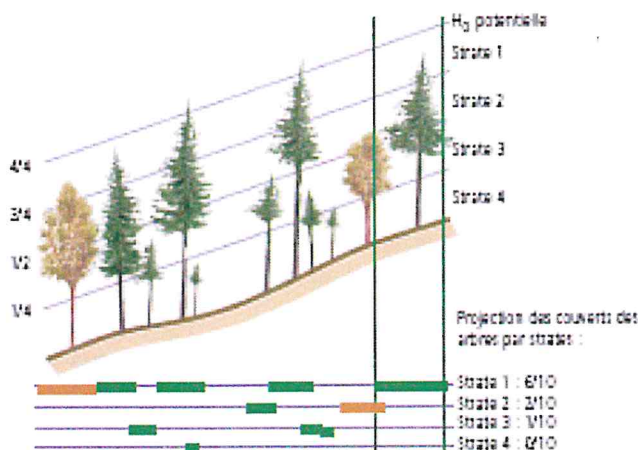 H₀ potentielle
Strate 1
Strate 2
Strate 3
Strate 4
4/4
3/4
1/2
1/4
Projection des couverts des
arbres par strates :
Strate 1 : 6/10
Strate 2 : 2/10
Strate 3 : 1/10
Strate 4 : 0/10